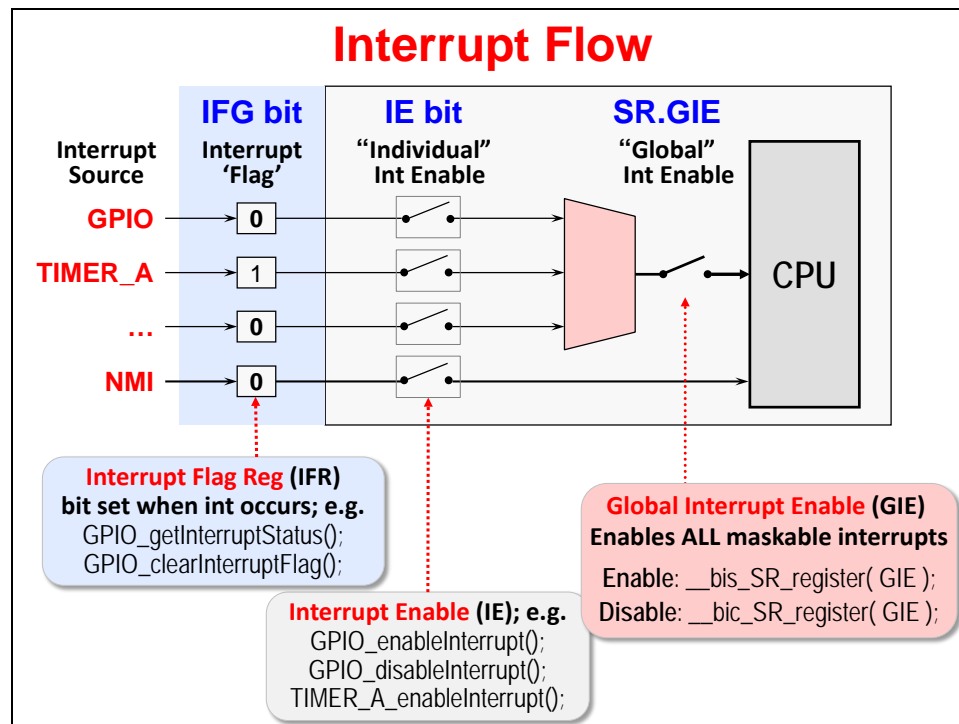 Interrupt Flow
IFG bit
IE bit
SR.GIE
Interrupt
Source
Interrupt
‘Flag’
“Individual”
Int Enable
“Global”
Int Enable
GPIO
0
TIMER_A
1
...
0
NMI
0
CPU
Interrupt Flag Reg (IFR)
bit set when int occurs; e.g.
GPIO_getInterruptStatus();
GPIO_clearInterruptFlag();
Interrupt Enable (IE); e.g.
GPIO_enableInterrupt();
GPIO_disableInterrupt();
TIMER_A_enableInterrupt();
Global Interrupt Enable (GIE)
Enables ALL maskable interrupts
Enable: __bis_SR_register( GIE );
Disable: __bic_SR_register( GIE );